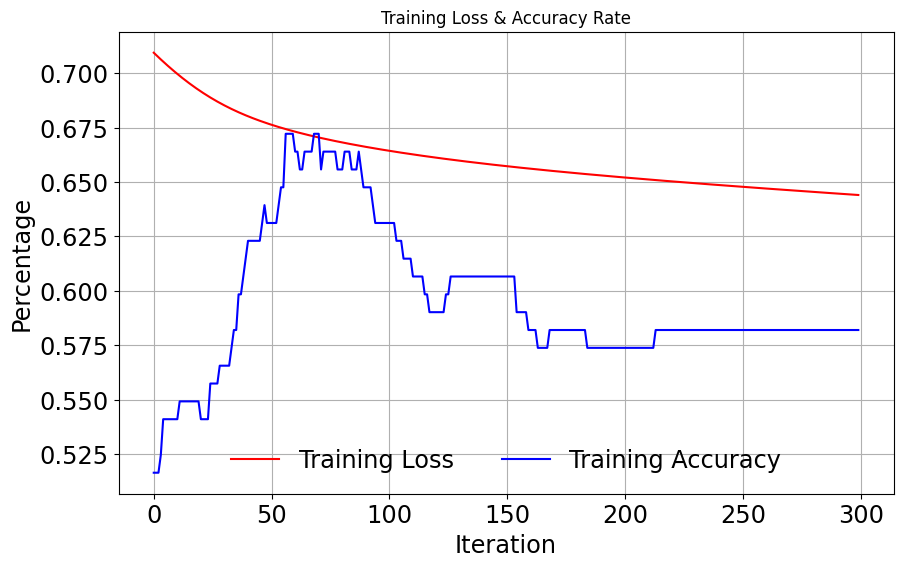 Training Loss & Accuracy Rate
0.700
0.675
0.650
0.625
0.600
0.575
0.550
0.525
Percentage
Training Loss
Training Accuracy
0 50 100 150 200 250 300
Iteration